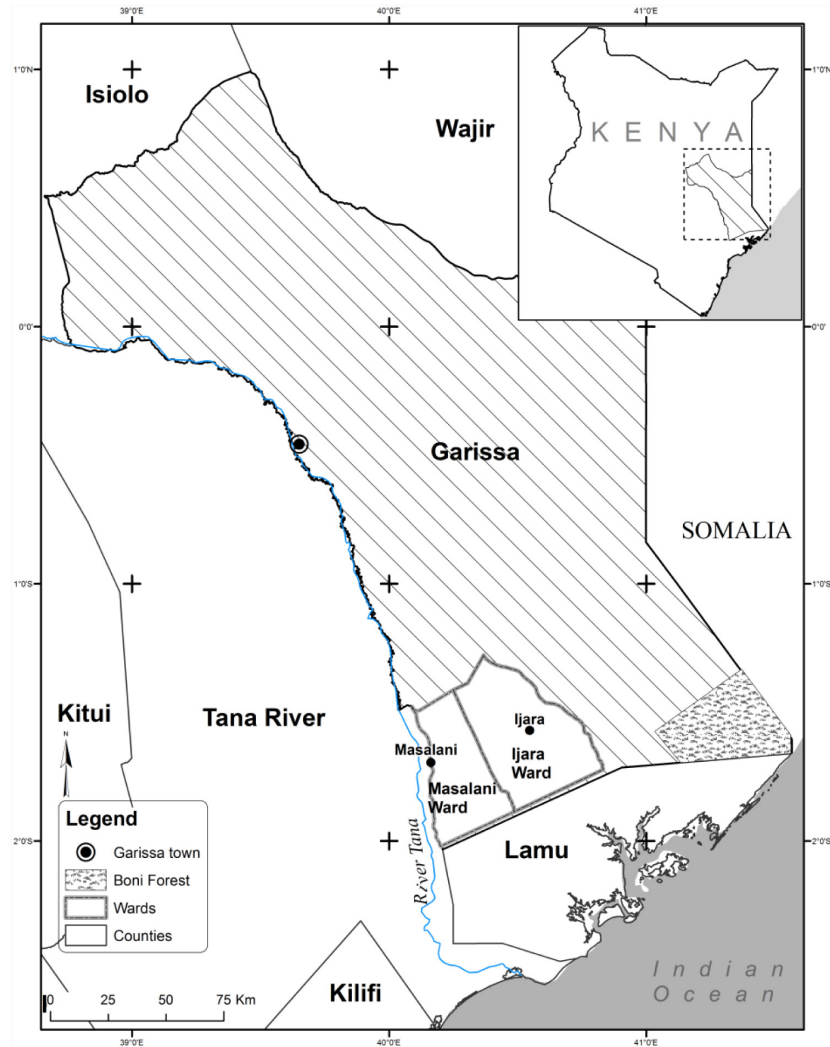 39°0'E
40°0'E
41°0'E
1°0'N
1°0'N
Isiolo
Wajir
KENYA
0°0'
0°0'
Garissa
SOMALIA
1°0'S
1°0'S
Kitui
Tana River
N
Ijara
Masalani
Ijara
Ward
Masalani
Ward
Legend
Garissa town
Boni Forest
Wards
Counties
2°0'S
2°0'S
River Tana
Lamu
Kilifi
Indian
Ocean
0 25 50 75 Km
39°0'E
40°0'E
41°0'E